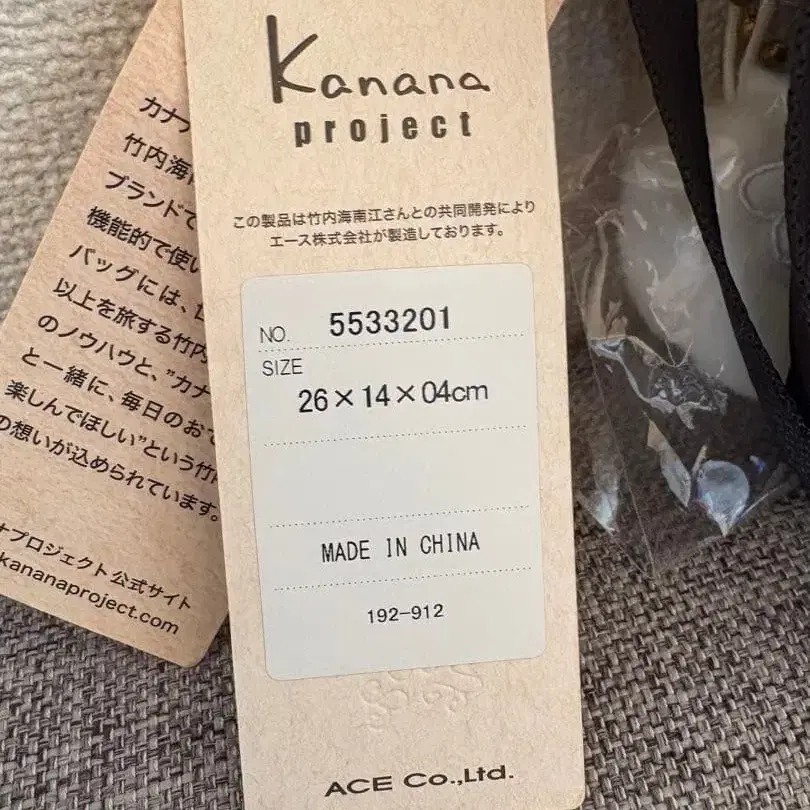 Kanana
project
この製品は竹内海南江さんとの共同開発により
エース株式会社が製造しております。
NO. 5533201
SIZE
26×14×04cm
MADE IN CHINA
192-912
ACE Co.,Ltd.
カナ
竹内海
ブランドで
機能的で使い
バッグには、
以上を旅する竹内
のノウハウと、"カナ
と一緒に、毎日のおで
楽しんでほしい"という竹
の想いが込められています。
プロジェクト公式サイト
kananaproject.com